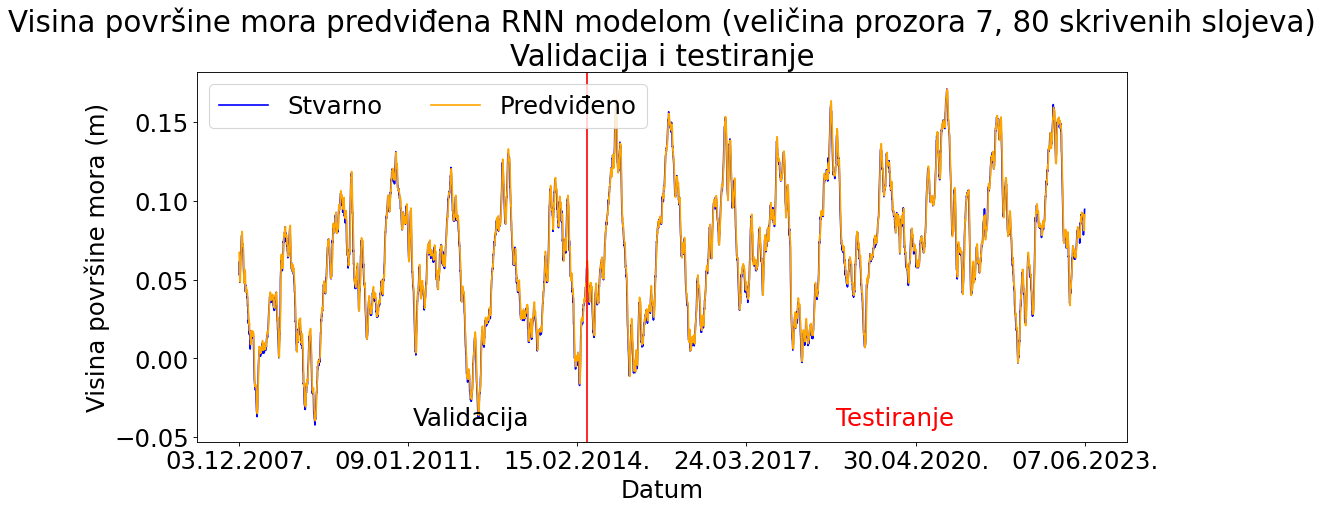 Visina površine mora predviđena RNN modelom (veličina prozora 7, 80 skrivenih slojeva)
Validacija i testiranje
Stvarno
Predviđeno
Visina površine mora (m)
0.15
0.10
0.05
0.00
−0.05
Validacija
Testiranje
03.12.2007.
09.01.2011.
15.02.2014.
24.03.2017.
30.04.2020.
07.06.2023.
Datum